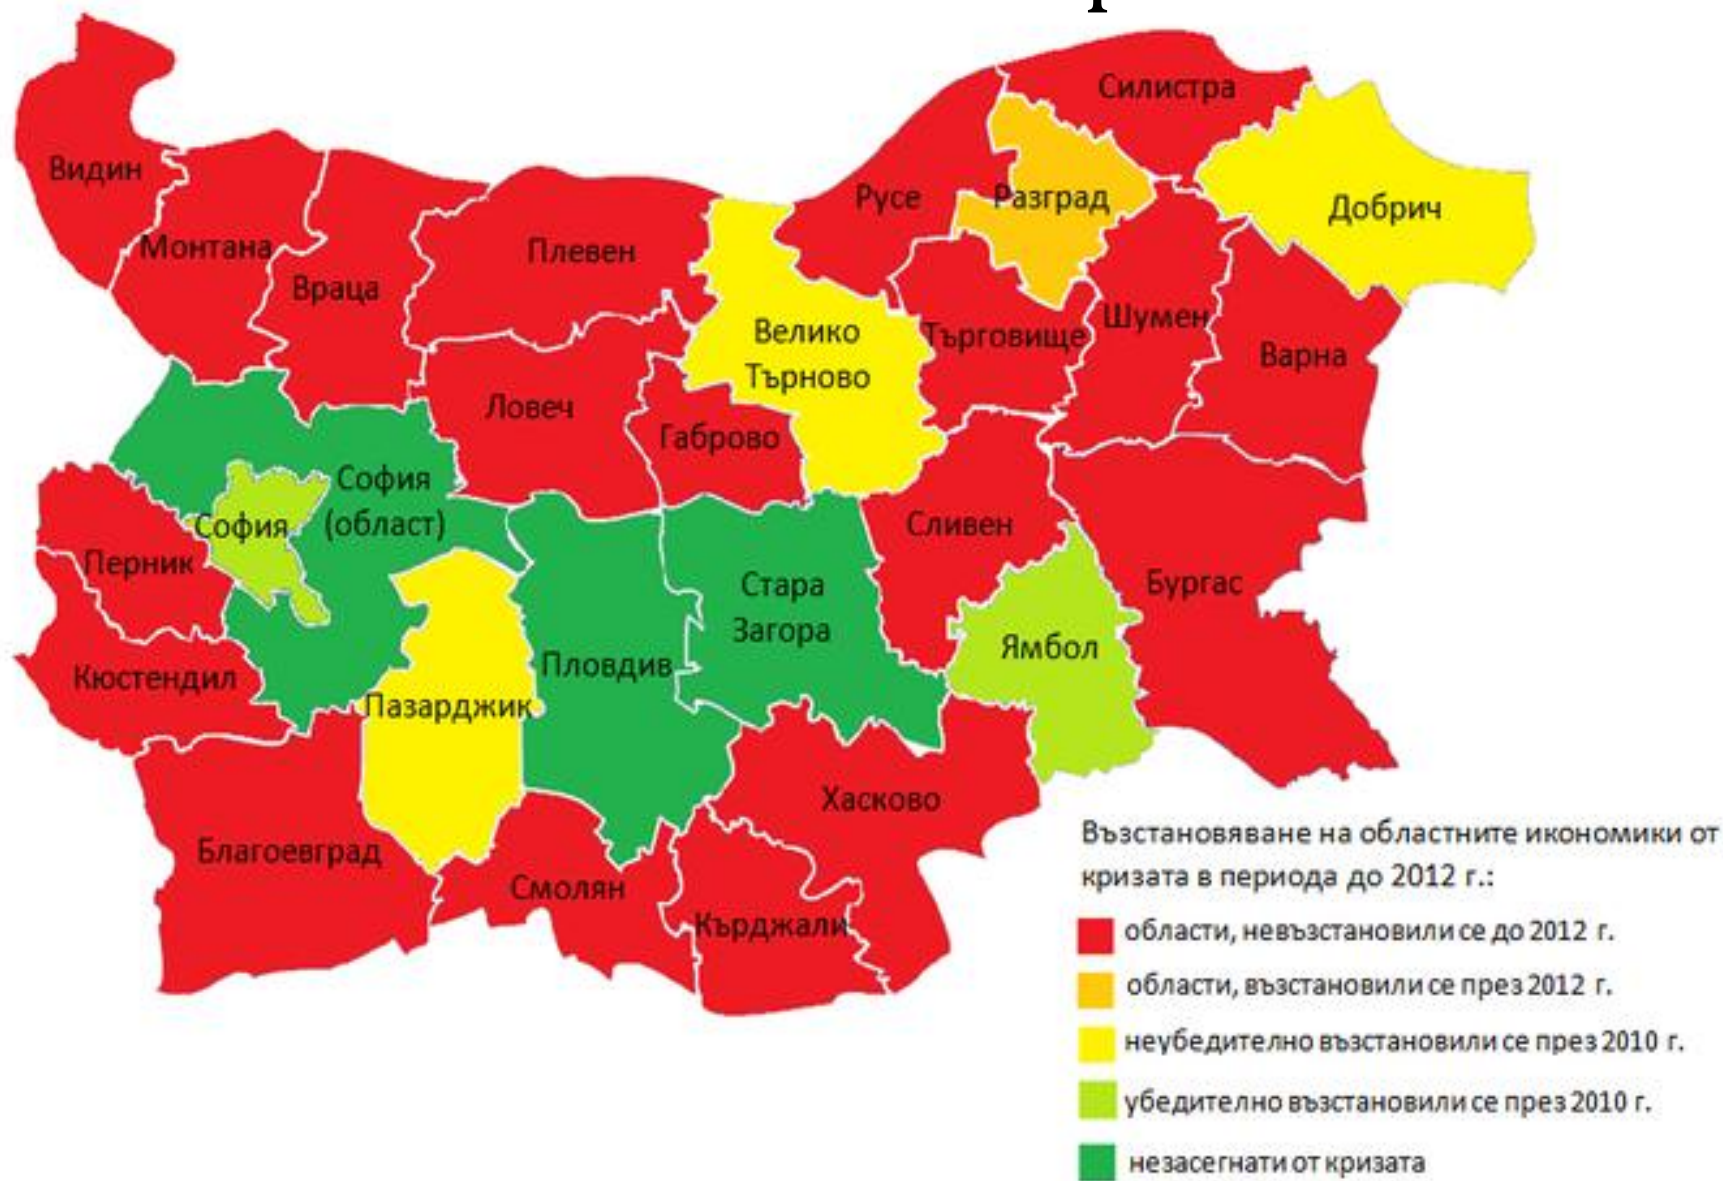 Силистра
Видин
Русе
Разград
Добрич
Монтана
Плевен
Враца
Шумен
Велико
Търново
Търговище
Варна
Ловеч
Габрово
София
(област)
София
Сливен
Перник
Стара
Загора
Бургас
Ямбол
Кюстендил
Пловдив
Пазарджик
Хасково
Благоевград
Смолян
Кърджали
Възстановяване на областните икономики от
кризата в периода до 2012 г.:
области, невъзстановили се до 2012 г.
области, възстановили се през 2012 г.
неубедително възстановили се през 2010 г.
убедително възстановили се през 2010 г.
незасегнати от кризата